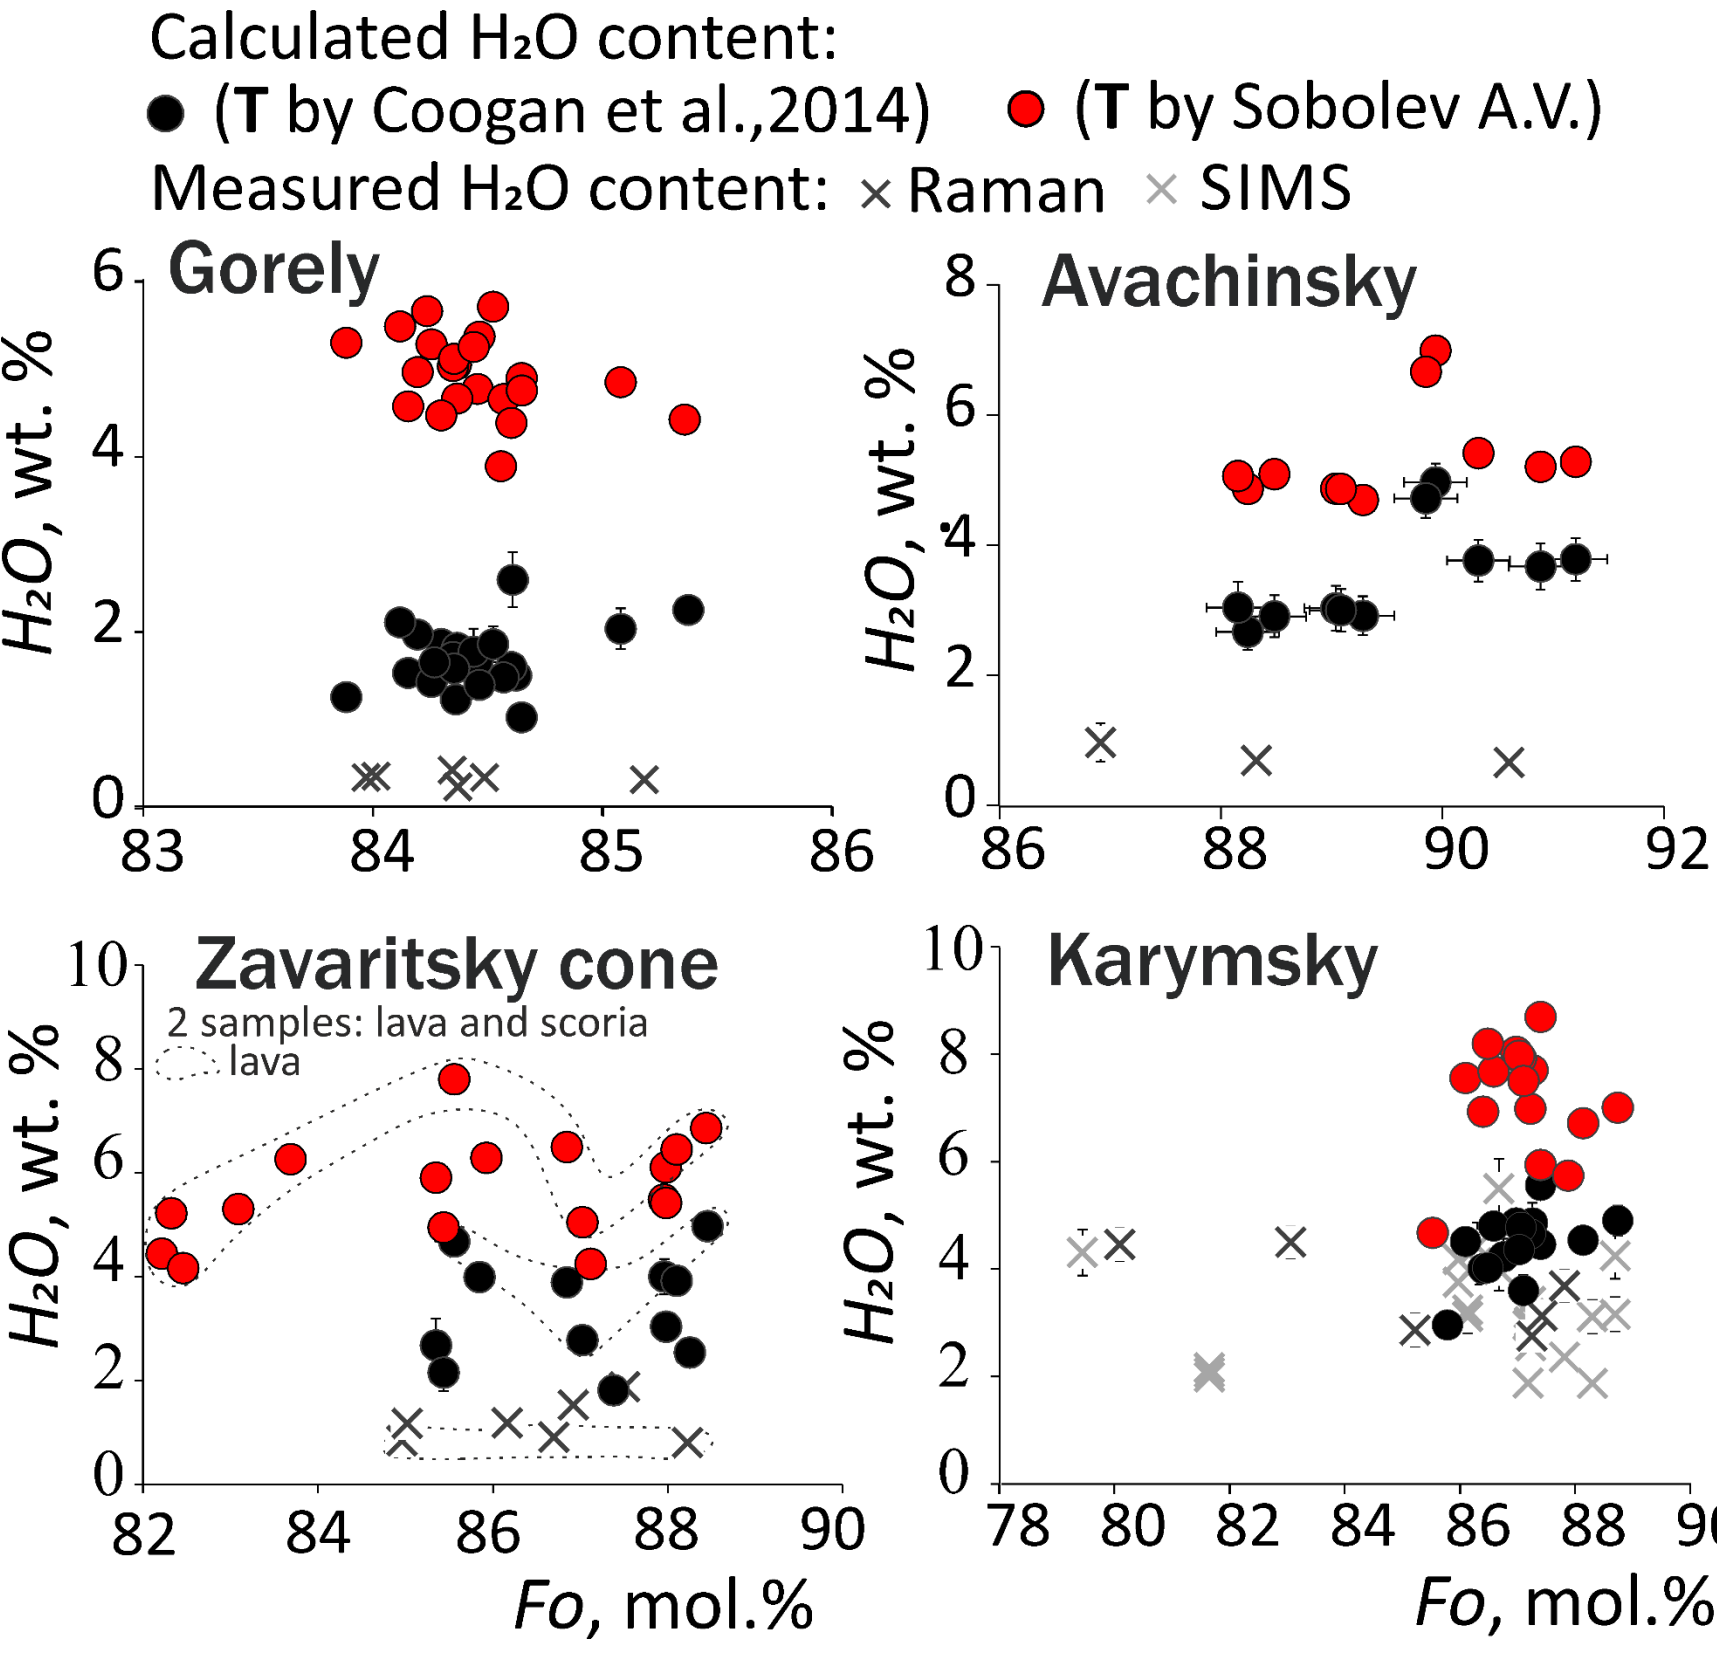 Calculated H₂O content:
(T by Coogan et al.,2014) (T by Sobolev A.V.)
Measured H₂O content: Raman SIMS
Gorely
H₂O, wt. %
6
4
2
0
83 84 85 86
Avachinsky
H₂O, wt. %
8
6
4
2
0
86 88 90 92
Zavaritsky cone
2 samples: lava and scoria
lava
H₂O, wt. %
10
8
6
4
2
0
82 84 86 88 90
Fo, mol.%
Karymsky
H₂O, wt. %
10
8
6
4
2
0
78 80 82 84 86 88 90
Fo, mol.%